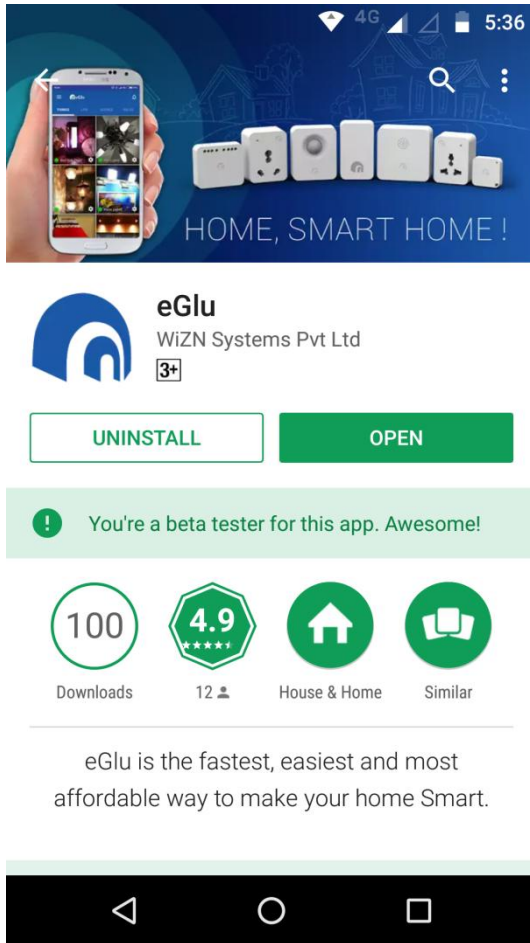 4G 5:36
HOME, SMART HOME !
eGlu
WiZN Systems Pvt Ltd
3+
UNINSTALL
OPEN
You're a beta tester for this app. Awesome!
100
4.9
Downloads
12
House & Home
Similar
eGlu is the fastest, easiest and most
affordable way to make your home Smart.